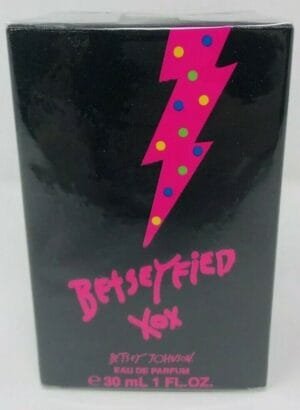 BetseyFied
XOX
BETSEY JOHNSON
EAU DE PARFUM
℮ 30 mL 1 FL.OZ.